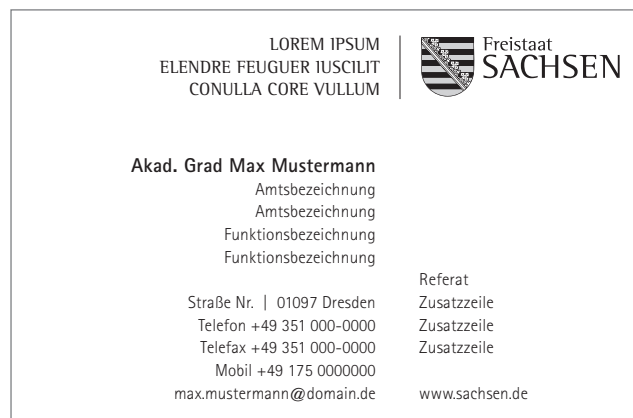 LOREM IPSUM
ELENDRE FEUGUER IUSCILIT
CONULLA CORE VULLUM
Freistaat
SACHSEN
Akad. Grad Max Mustermann
Amtsbezeichnung
Amtsbezeichnung
Funktionsbezeichnung
Funktionsbezeichnung
Straße Nr. | 01097 Dresden
Telefon +49 351 000-0000
Telefax +49 351 000-0000
Mobil +49 175 0000000
max.mustermann@domain.de
Referat
Zusatzzeile
Zusatzzeile
Zusatzzeile
www.sachsen.de